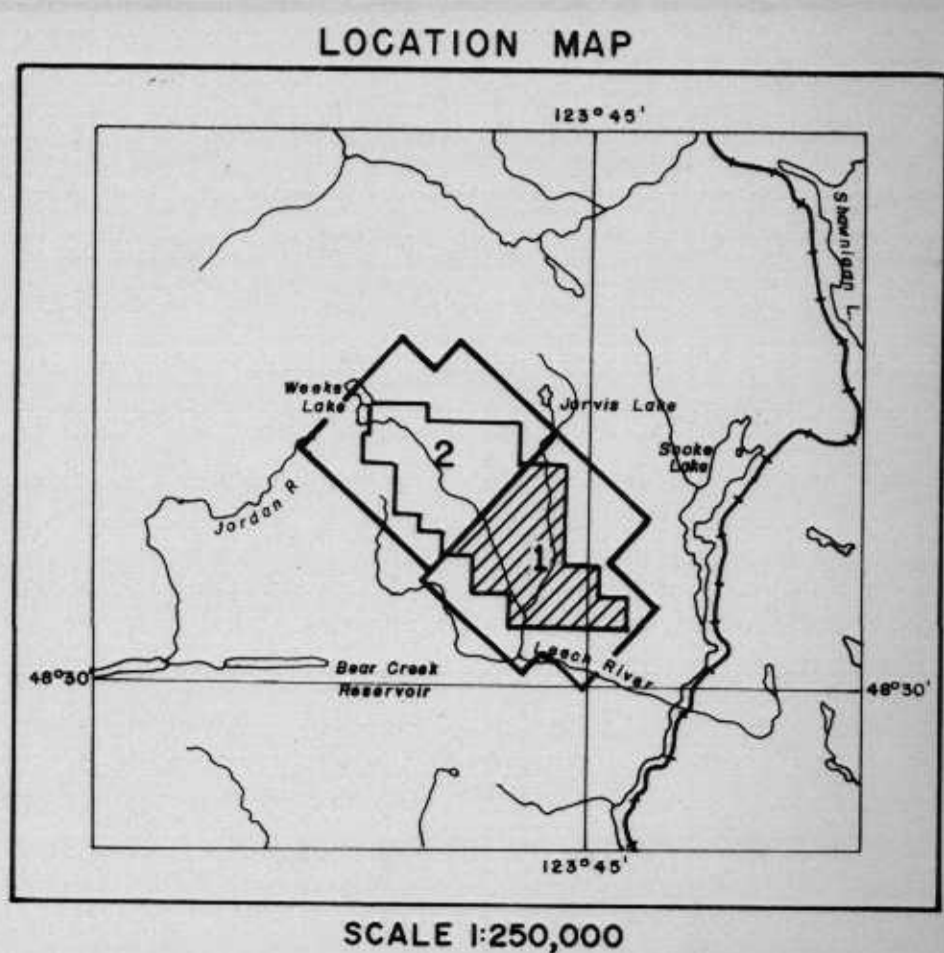 LOCATION MAP
123° 45'
Shawnigan L.
Weeks
Lake
Jarvis Lake
2
Sooke
Lake
Jordan R.
1
Leech River
Bear Creek
Reservoir
48°30'
48°30'
123° 45'
SCALE 1:250,000